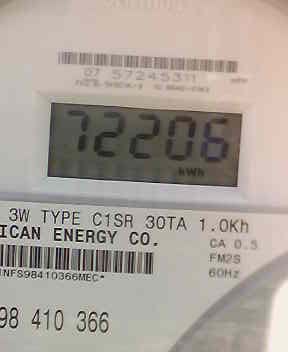 07 57245311
72206
kWh
3W TYPE C1SR 30TA 1.0Kh
ICAN ENERGY CO.
CA 0.5
FM2S
60Hz
NFS98410366MEC*
98 410 366